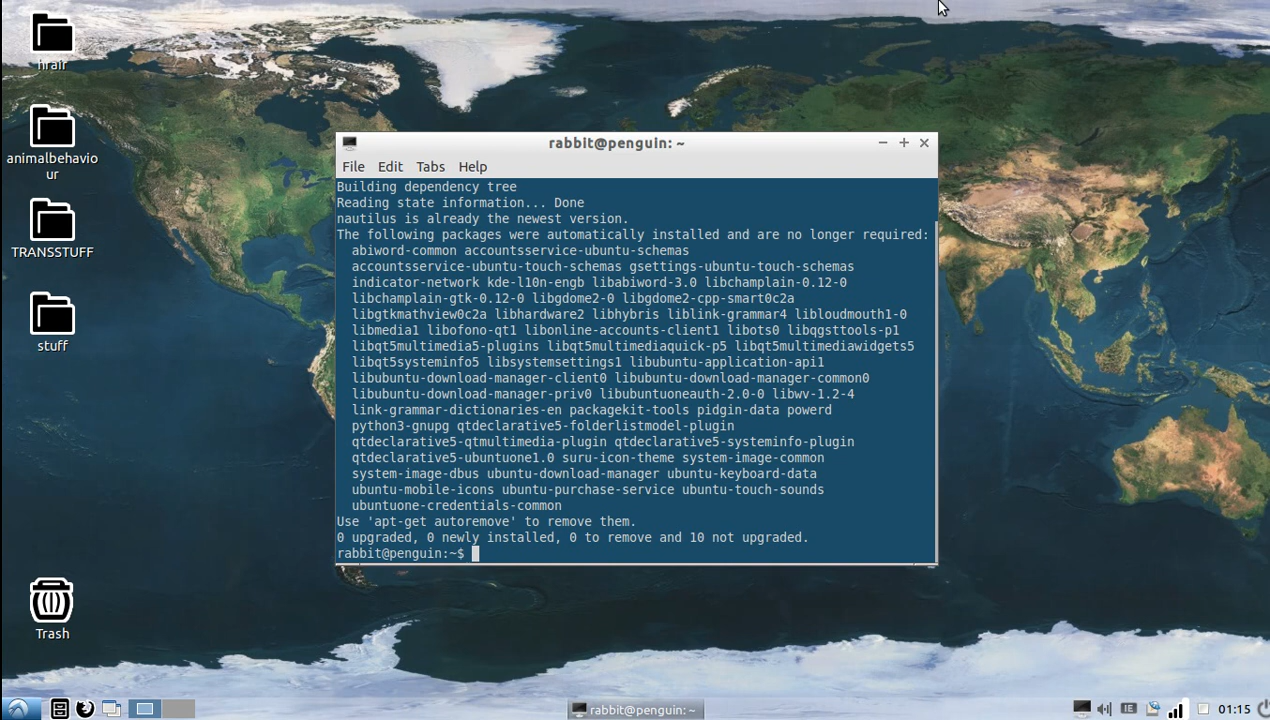 hrair
animalbehavio
ur
TRANSSTUFF
stuff
Trash
rabbit@penguin: ~
File Edit Tabs Help
Building dependency tree
Reading state information... Done
nautilus is already the newest version.
The following packages were automatically installed and are no longer required:
abiword-common accountsservice-ubuntu-schemas
accountsservice-ubuntu-touch-schemas gsettings-ubuntu-touch-schemas
indicator-network kde-l10n-engb libabiword-3.0 libchamplain-0.12-0
libchamplain-gtk-0.12-0 libgdome2-0 libgdome2-cpp-smart0c2a
libgtkmathview0c2a libhardware2 libhybris liblink-grammar4 libloudmouth1-0
libmedia1 libofono-qt1 libonline-accounts-client1 libots0 libqgsttools-p1
libqt5multimedia5-plugins libqt5multimediaquick-p5 libqt5multimediawidgets5
libqt5systeminfo5 libsystemsettings1 libubuntu-application-api1
libubuntu-download-manager-client0 libubuntu-download-manager-common0
libubuntu-download-manager-priv0 libubuntuoneauth-2.0-0 libwv-1.2-4
link-grammar-dictionaries-en packagekit-tools pidgin-data powerd
python3-gnupg qtdeclarative5-folderlistmodel-plugin
qtdeclarative5-qtmultimedia-plugin qtdeclarative5-systeminfo-plugin
qtdeclarative5-ubuntuone1.0 suru-icon-theme system-image-common
system-image-dbus ubuntu-download-manager ubuntu-keyboard-data
ubuntu-mobile-icons ubuntu-purchase-service ubuntu-touch-sounds
ubuntuone-credentials-common
Use 'apt-get autoremove' to remove them.
0 upgraded, 0 newly installed, 0 to remove and 10 not upgraded.
rabbit@penguin:~$
rabbit@penguin: ~
IE
01:15